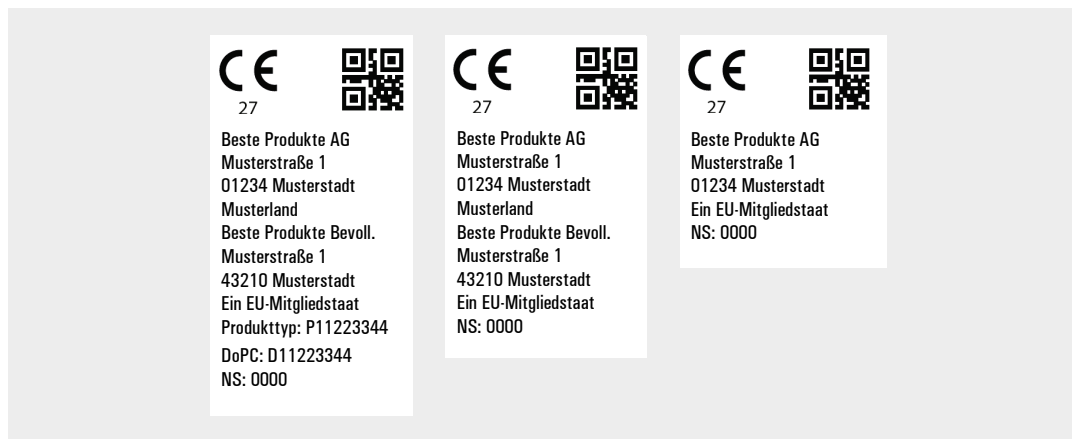 CE
27
Beste Produkte AG
Musterstraße 1
01234 Musterstadt
Musterland
Beste Produkte Bevoll.
Musterstraße 1
43210 Musterstadt
Ein EU-Mitgliedstaat
Produkttyp: P11223344
DoPC: D11223344
NS: 0000
CE
27
Beste Produkte AG
Musterstraße 1
01234 Musterstadt
Musterland
Beste Produkte Bevoll.
Musterstraße 1
43210 Musterstadt
Ein EU-Mitgliedstaat
NS: 0000
CE
27
Beste Produkte AG
Musterstraße 1
01234 Musterstadt
Ein EU-Mitgliedstaat
NS: 0000